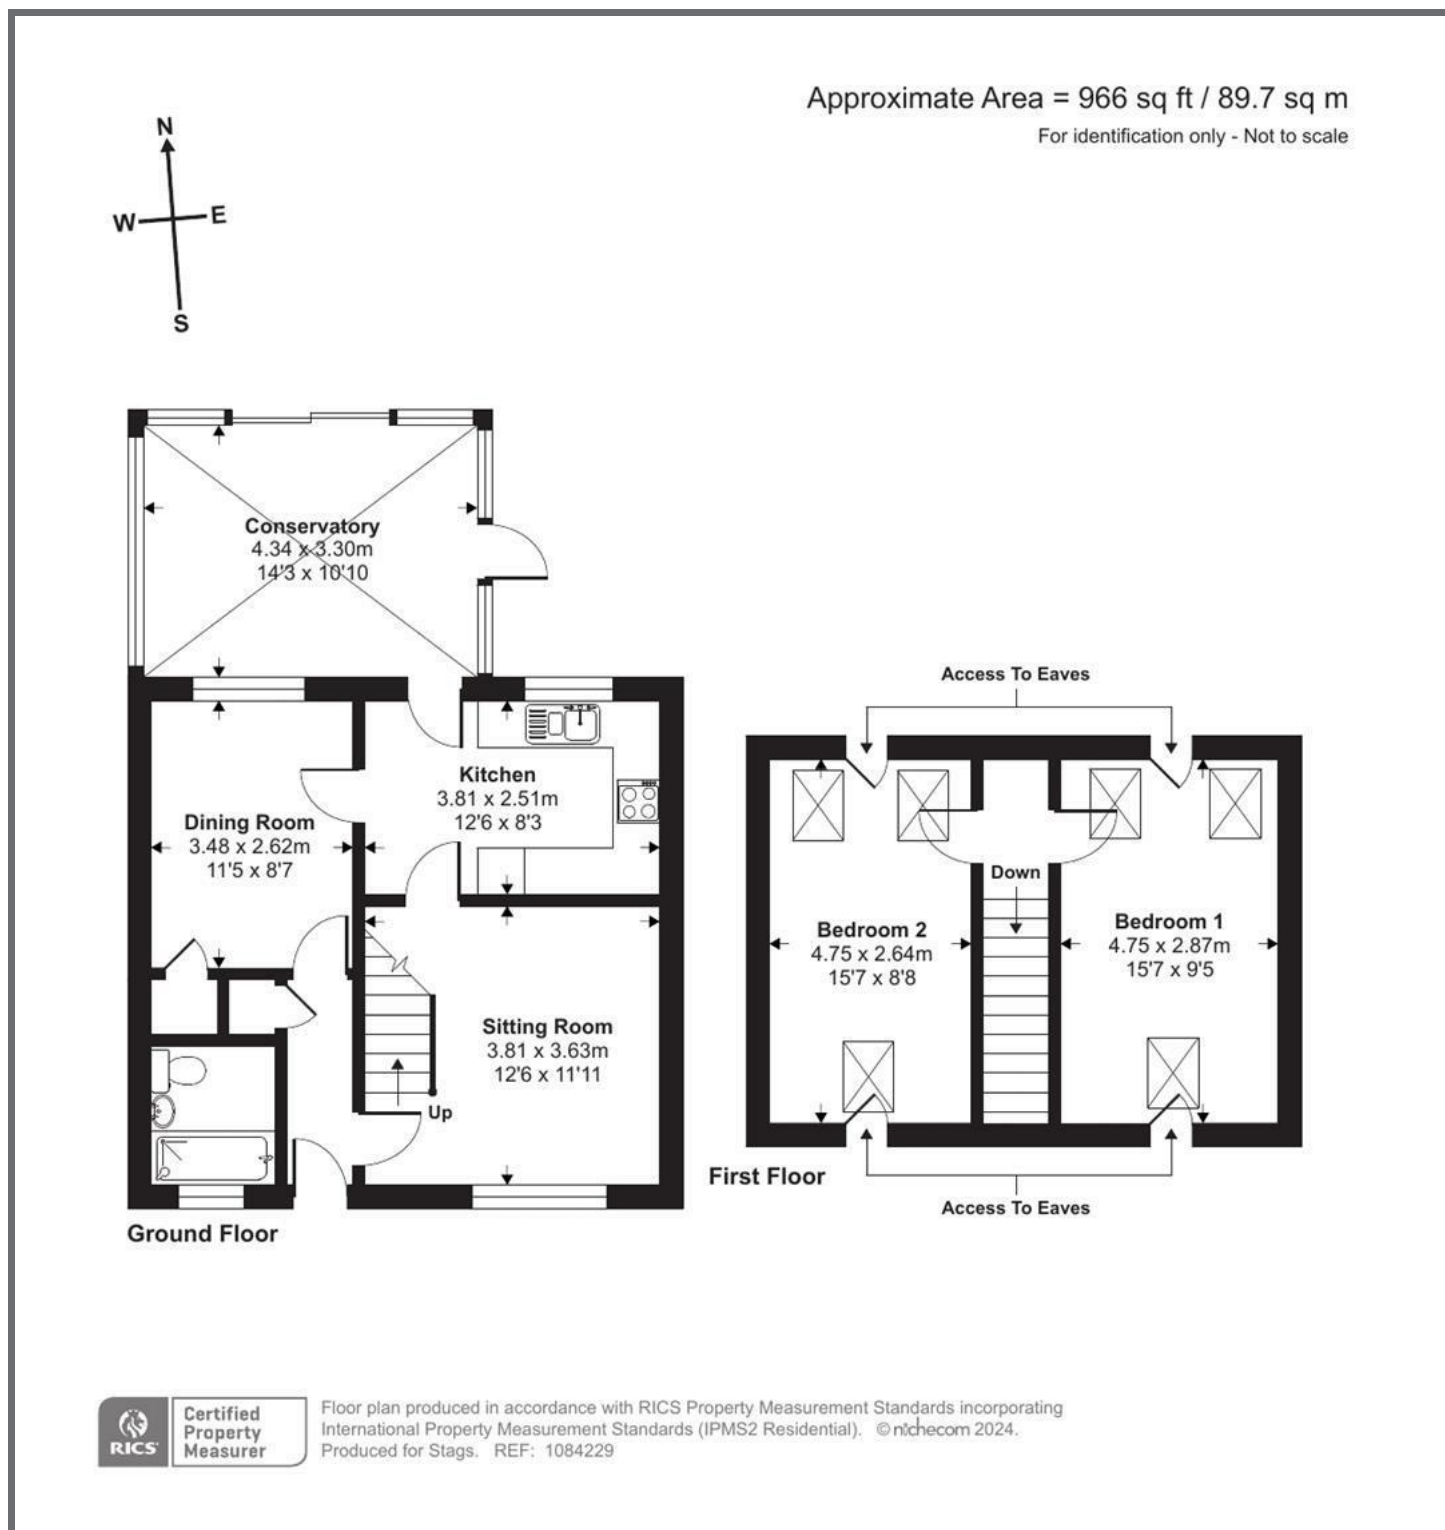 Approximate Area = 966 sq ft / 89.7 sq m
For identification only - Not to scale
N
W E
S
Conservatory
4.34 x 3.30m
14'3 x 10'10
Kitchen
3.81 x 2.51m
12'6 x 8'3
Dining Room
3.48 x 2.62m
11'5 x 8'7
Sitting Room
3.81 x 3.63m
12'6 x 11'11
Up
Ground Floor
Access To Eaves
Down
Bedroom 2
4.75 x 2.64m
15'7 x 8'8
Bedroom 1
4.75 x 2.87m
15'7 x 9'5
First Floor
Access To Eaves
RICS
Certified
Property
Measurer
Floor plan produced in accordance with RICS Property Measurement Standards incorporating
International Property Measurement Standards (IPMS2 Residential). © nichecom 2024.
Produced for Stags. REF: 1084229